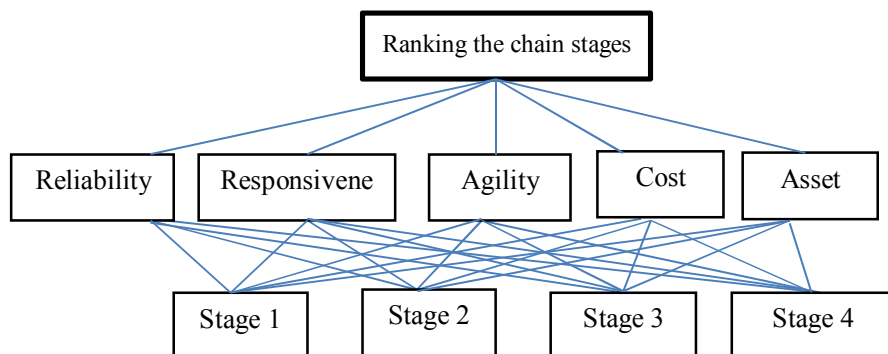 Ranking the chain stages
Reliability
Responsivene
Agility
Cost
Asset
Stage 1
Stage 2
Stage 3
Stage 4